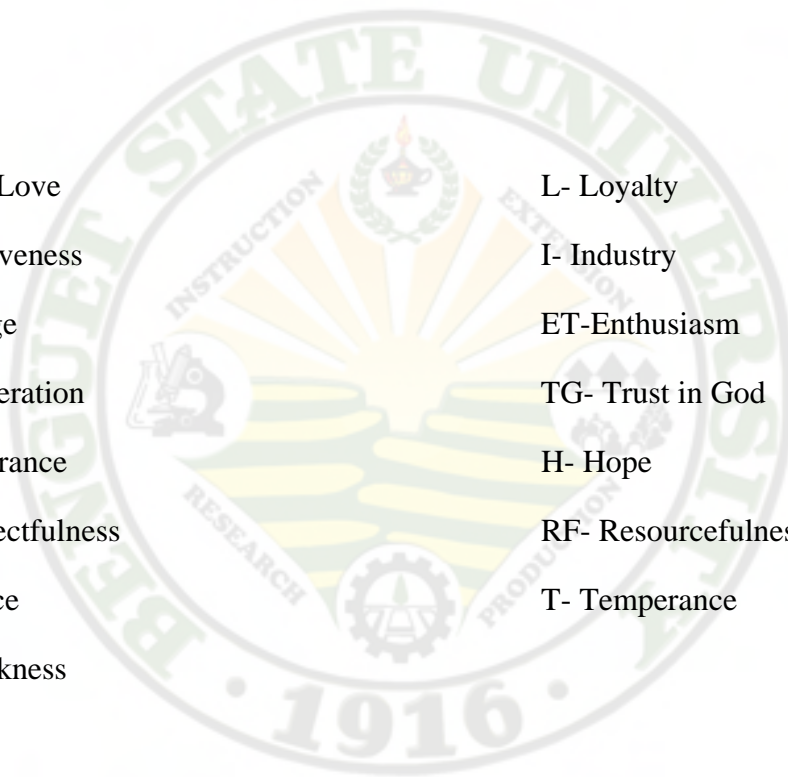 Love
iveness
ge
eration
rance
ectfulness
ce
kness
L- Loyalty
I- Industry
ET-Enthusiasm
TG- Trust in God
H- Hope
RF- Resourcefulnes
T- Temperance
BENGUET STATE UNIVERSITY
INSTRUCTION
EXTENSION
RESEARCH
PRODUCTION
· 1916 ·